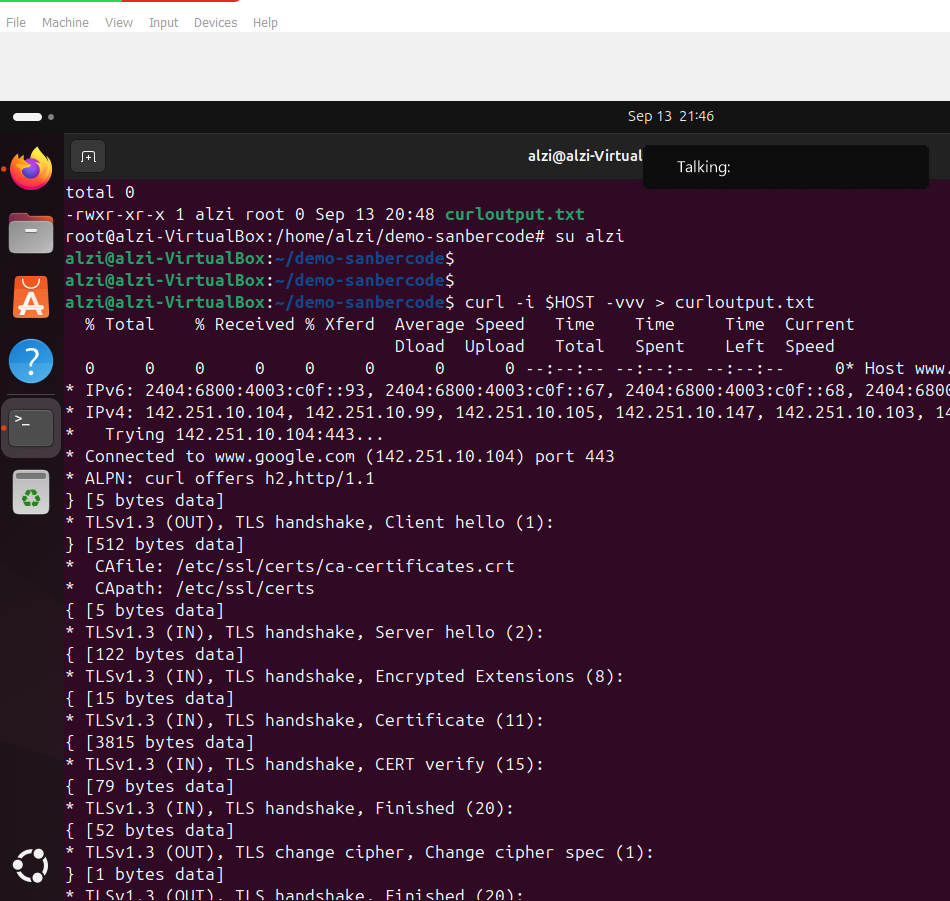 File Machine View Input Devices Help
Sep 13 21:46
alzi@alzi-Virtual
Talking:
total 0
-rwxr-xr-x 1 alzi root 0 Sep 13 20:48 curloutput.txt
root@alzi-VirtualBox:/home/alzi/demo-sanbercode# su alzi
alzi@alzi-VirtualBox:~/demo-sanbercode$
alzi@alzi-VirtualBox:~/demo-sanbercode$
alzi@alzi-VirtualBox:~/demo-sanbercode$ curl -i $HOST -vvv > curloutput.txt
  % Total    % Received % Xferd  Average Speed   Time    Time     Time  Current
                                 Dload  Upload   Total   Spent    Left  Speed
  0     0    0     0    0     0      0      0 --:--:-- --:--:-- --:--:--     0* Host www.
* IPv6: 2404:6800:4003:c0f::93, 2404:6800:4003:c0f::67, 2404:6800:4003:c0f::68, 2404:6800
* IPv4: 142.251.10.104, 142.251.10.99, 142.251.10.105, 142.251.10.147, 142.251.10.103, 14
*   Trying 142.251.10.104:443...
* Connected to www.google.com (142.251.10.104) port 443
* ALPN: curl offers h2,http/1.1
} [5 bytes data]
* TLSv1.3 (OUT), TLS handshake, Client hello (1):
} [512 bytes data]
*  CAfile: /etc/ssl/certs/ca-certificates.crt
*  CApath: /etc/ssl/certs
{ [5 bytes data]
* TLSv1.3 (IN), TLS handshake, Server hello (2):
{ [122 bytes data]
* TLSv1.3 (IN), TLS handshake, Encrypted Extensions (8):
{ [15 bytes data]
* TLSv1.3 (IN), TLS handshake, Certificate (11):
{ [3815 bytes data]
* TLSv1.3 (IN), TLS handshake, CERT verify (15):
{ [79 bytes data]
* TLSv1.3 (IN), TLS handshake, Finished (20):
{ [52 bytes data]
* TLSv1.3 (OUT), TLS change cipher, Change cipher spec (1):
} [1 bytes data]
* TLSv1.3 (OUT), TLS handshake, Finished (20):